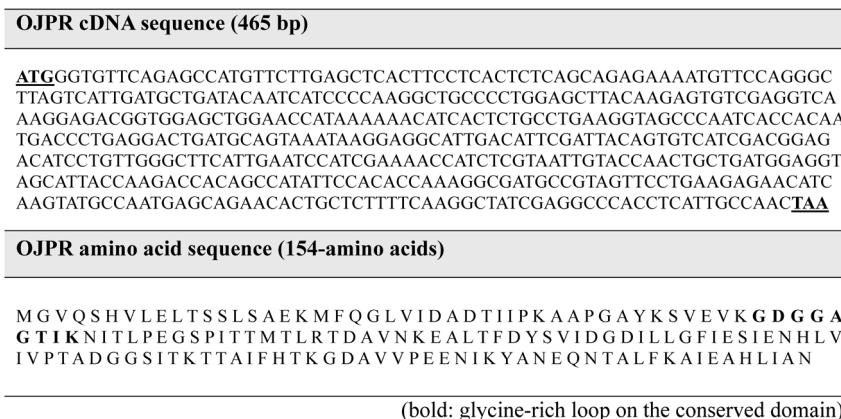 OJPR cDNA sequence (465 bp)
ATGGGTGTTCAGAGCCATGTTCTTGAGCTCACTTCCTCACTCTCAGCAGAGAAAATGTTCCAGGGC
TTAGTCATTGATGCTGATACAATCATCCCCAAGGCTGCCCCTGGAGCTTACAAGAGTGTCGAGGTCA
AAGGAGACGGTGGAGCTGGAACCATAAAAAACATCACTCTGCCTGAAGGTAGCCCAATCACCACAA
TGACCCTGAGGACTGATGCAGTAAATAAGGAGGCATTGACATTCGATTACAGTGTCATCGACGGAG
ACATCCTGTTGGGCTTCATTGAATCCATCGAAAACCATCTCGTAATTGTACCAACTGCTGATGGAGGT
AGCATTACCAAGACCACAGCCATATTCCACACCAAAGGCGATGCCGTAGTTCCTGAAGAGAACATC
AAGTATGCCAATGAGCAGAACACTGCTCTTTTCAAGGCTATCGAGGCCCACCTCATTGCCAACTAA
OJPR amino acid sequence (154-amino acids)
M G V Q S H V L E L T S S L S A E K M F Q G L V I D A D T I I P K A A P G A Y K S V E V K G D G G A
G T I K N I T L P E G S P I T T M T L R T D A V N K E A L T F D Y S V I D G D I L L G F I E S I E N H L V
I V P T A D G G S I T K T T A I F H T K G D A V V P E E N I K Y A N E Q N T A L F K A I E A H L I A N
(bold: glycine-rich loop on the conserved domain)